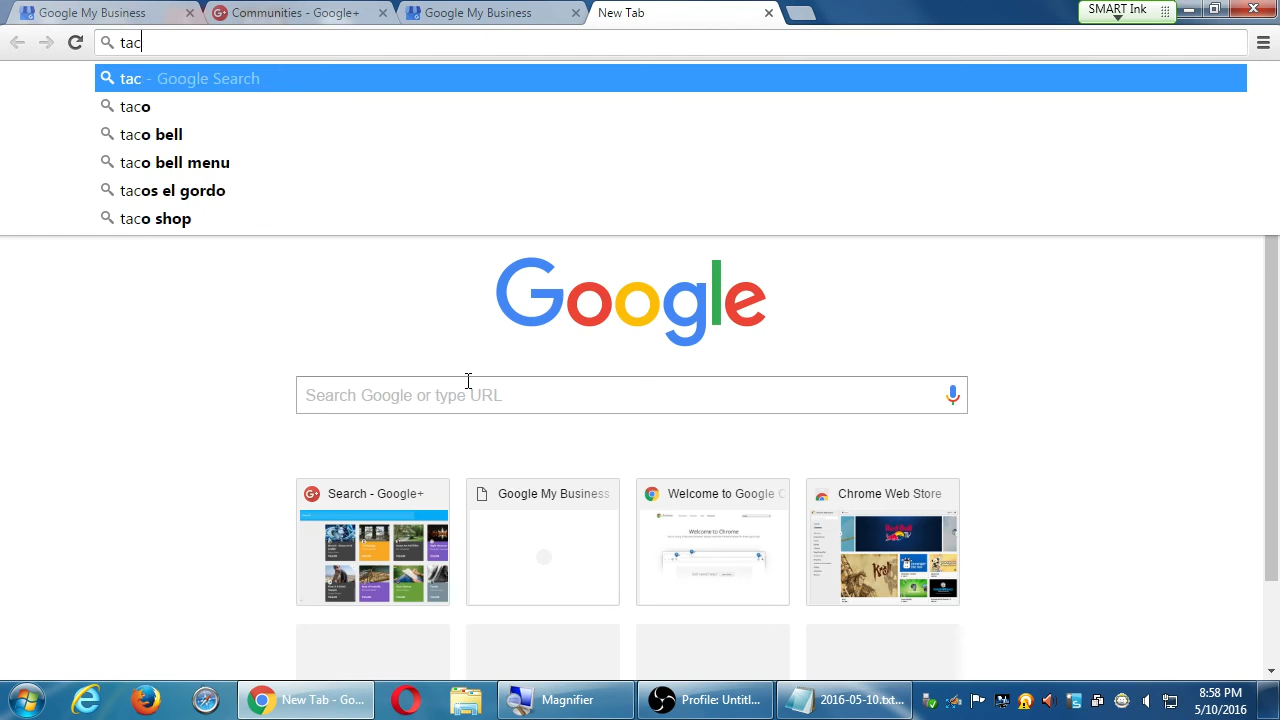 Google My Business
Communities - Google+
Google My Business
New Tab
SMART Ink
tac
tac - Google Search
taco
taco bell
taco bell menu
tacos el gordo
taco shop
Google
Search Google or type URL
Search - Google+
Google My Business
Welcome to Google C
Chrome Web Store
Welcome to Chrome
New Tab - Go...
Magnifier
Profile: Untitl...
2016-05-10.txt...
8:58 PM
5/10/2016